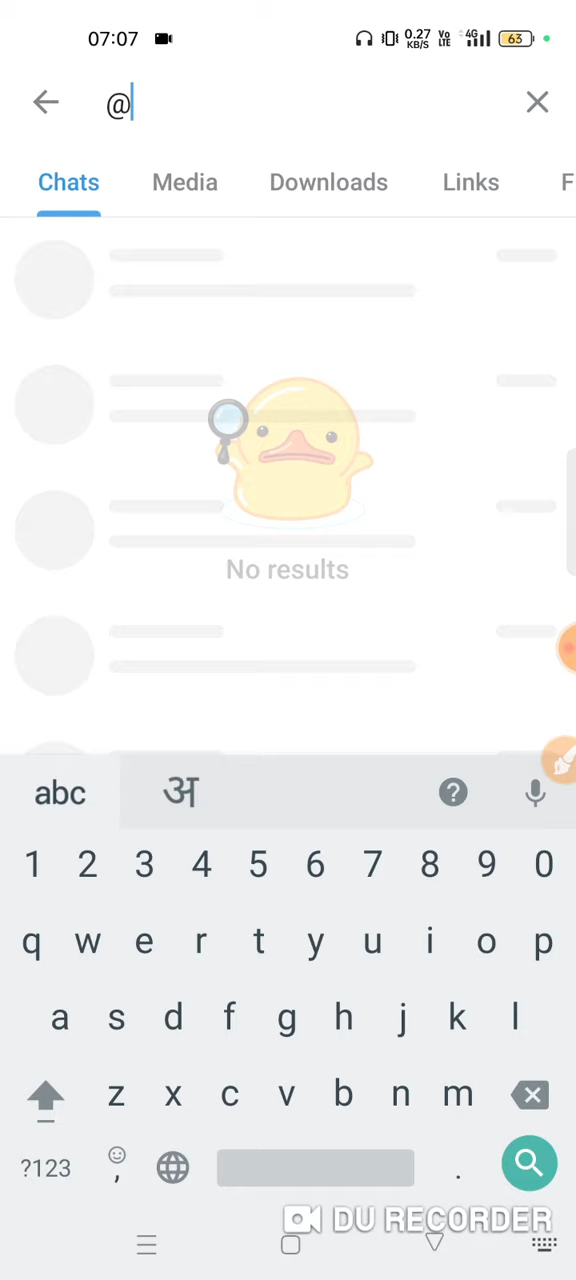 07:07 0.27 KB/S Vo LTE 4G 63
@
Chats Media Downloads Links F
No results
abc अ ?
1 2 3 4 5 6 7 8 9 0
q w e r t y u i o p
a s d f g h j k l
z x c v b n m
?123 , .
DU RECORDER